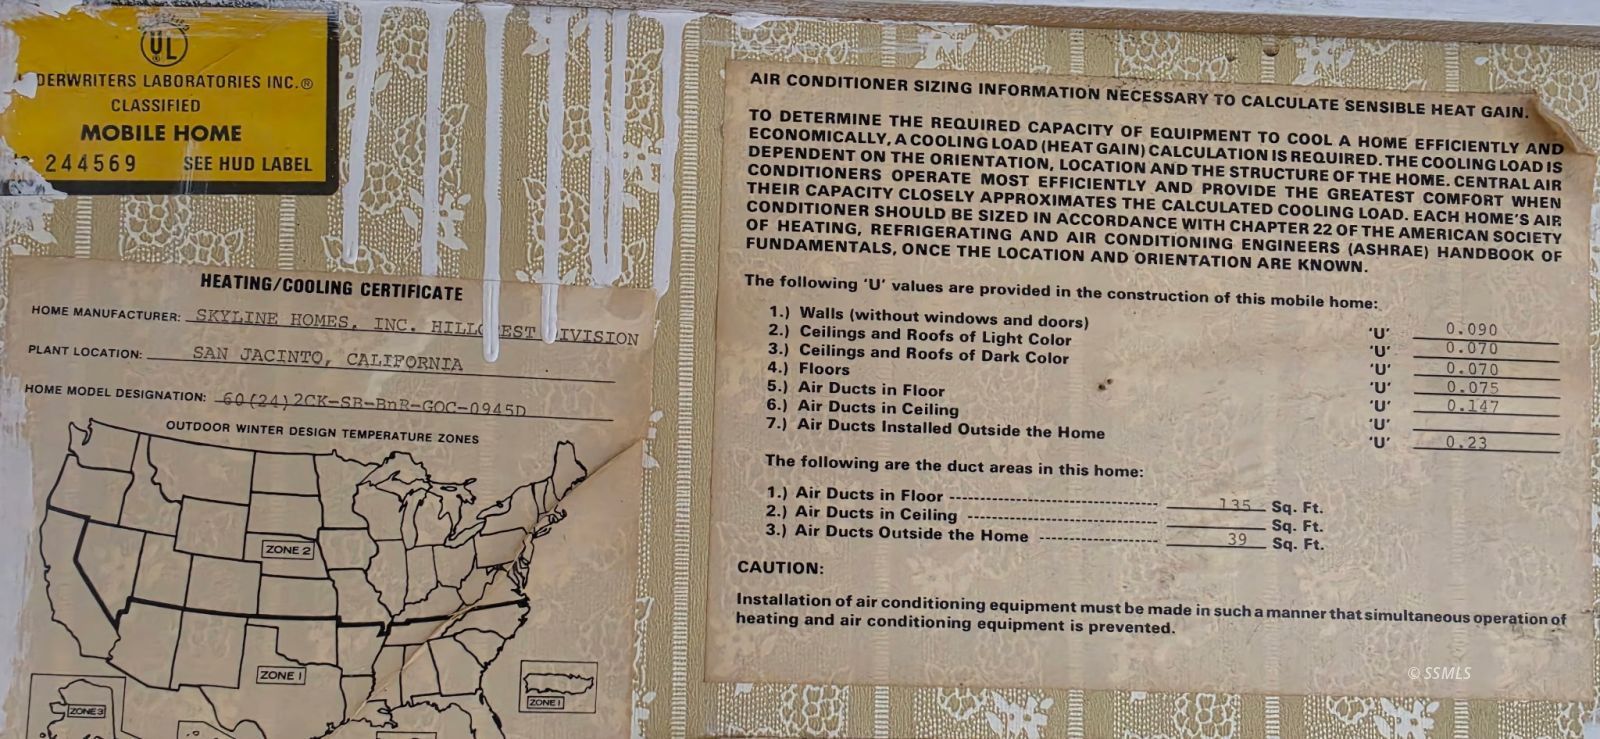 UL
DERWRITERS LABORATORIES INC.®
CLASSIFIED
MOBILE HOME
244569 SEE HUD LABEL
HEATING/COOLING CERTIFICATE
HOME MANUFACTURER: SKYLINE HOMES, INC. HILLCREST DIVISION
PLANT LOCATION: SAN JACINTO, CALIFORNIA
HOME MODEL DESIGNATION: 60(24)2CK-SB-BnR-GOC-0945D
OUTDOOR WINTER DESIGN TEMPERATURE ZONES
ZONE 2
ZONE 1
ZONE 3
ZONE 1
AIR CONDITIONER SIZING INFORMATION NECESSARY TO CALCULATE SENSIBLE HEAT GAIN.
TO DETERMINE THE REQUIRED CAPACITY OF EQUIPMENT TO COOL A HOME EFFICIENTLY AND
ECONOMICALLY, A COOLING LOAD (HEAT GAIN) CALCULATION IS REQUIRED. THE COOLING LOAD IS
DEPENDENT ON THE ORIENTATION, LOCATION AND THE STRUCTURE OF THE HOME. CENTRAL AIR
CONDITIONERS OPERATE MOST EFFICIENTLY AND PROVIDE THE GREATEST COMFORT WHEN
THEIR CAPACITY CLOSELY APPROXIMATES THE CALCULATED COOLING LOAD. EACH HOME'S AIR
CONDITIONER SHOULD BE SIZED IN ACCORDANCE WITH CHAPTER 22 OF THE AMERICAN SOCIETY
OF HEATING, REFRIGERATING AND AIR CONDITIONING ENGINEERS (ASHRAE) HANDBOOK OF
FUNDAMENTALS, ONCE THE LOCATION AND ORIENTATION ARE KNOWN.
The following 'U' values are provided in the construction of this mobile home:
1.) Walls (without windows and doors) 'U' 0.090
2.) Ceilings and Roofs of Light Color 'U' 0.070
3.) Ceilings and Roofs of Dark Color 'U' 0.070
4.) Floors 'U' 0.075
5.) Air Ducts in Floor 'U' 0.147
6.) Air Ducts in Ceiling 'U'
7.) Air Ducts Installed Outside the Home 'U' 0.23
The following are the duct areas in this home:
1.) Air Ducts in Floor 135 Sq. Ft.
2.) Air Ducts in Ceiling Sq. Ft.
3.) Air Ducts Outside the Home 39 Sq. Ft.
CAUTION:
Installation of air conditioning equipment must be made in such a manner that simultaneous operation of
heating and air conditioning equipment is prevented.
© SSMLS